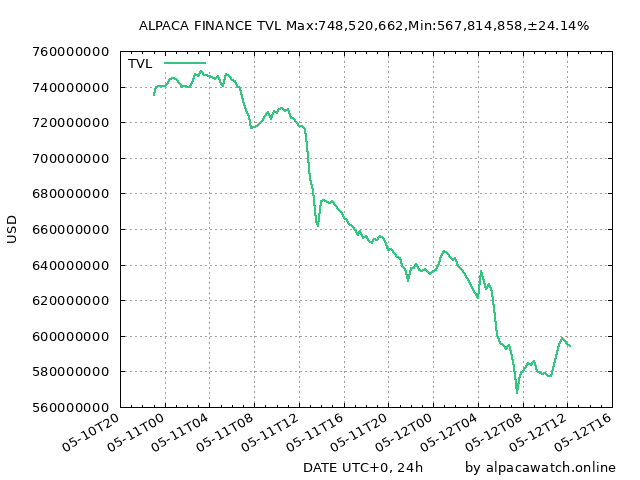 ALPACA FINANCE TVL Max:748,520,662,Min:567,814,858,±24.14%
760000000
TVL
740000000
720000000
700000000
680000000
660000000
640000000
620000000
600000000
580000000
560000000
USD
05-10T20
05-11T00
05-11T04
05-11T08
05-11T12
05-11T16
05-11T20
05-12T00
05-12T04
05-12T08
05-12T12
05-12T16
DATE UTC+0, 24h
by alpacawatch.online